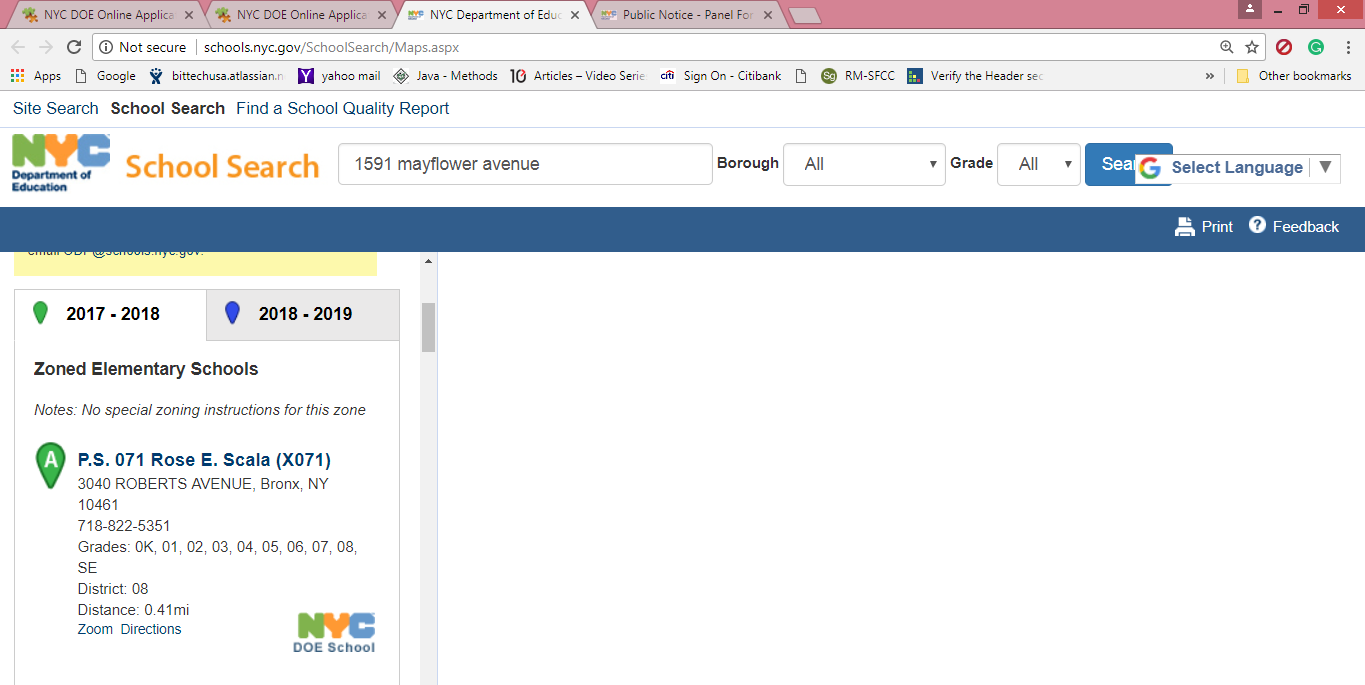 NYC DOE Online Applica
NYC DOE Online Applica
NYC Department of Educ
Public Notice - Panel For
Not secure
schools.nyc.gov/SchoolSearch/Maps.aspx
Apps
Google
bittechusa.atlassian.n
yahoo mail
Java - Methods
10
Articles – Video Serie
citi
Sign On - Citibank
Sg
RM-SFCC
Verify the Header sec
»
Other bookmarks
Site Search School Search Find a School Quality Report
NYC
Department of
Education
School Search
1591 mayflower avenue
Borough
All
Grade
All
Sea
G
Select Language
Print
? Feedback
@schools.nyc.gov.
2017 - 2018
2018 - 2019
Zoned Elementary Schools
Notes: No special zoning instructions for this zone
A
P.S. 071 Rose E. Scala (X071)
3040 ROBERTS AVENUE, Bronx, NY
10461
718-822-5351
Grades: 0K, 01, 02, 03, 04, 05, 06, 07, 08,
SE
District: 08
Distance: 0.41mi
Zoom Directions
NYC
DOE School